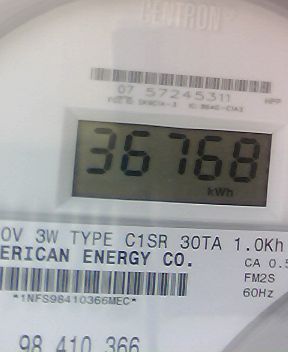 CENTRON
07 57245311
36768
kWh
0V 3W TYPE C1SR 30TA 1.0Kh
ERICAN ENERGY CO.
CA 0.5
FM2S
60Hz
*1NFS98410366MEC*
98 410 366